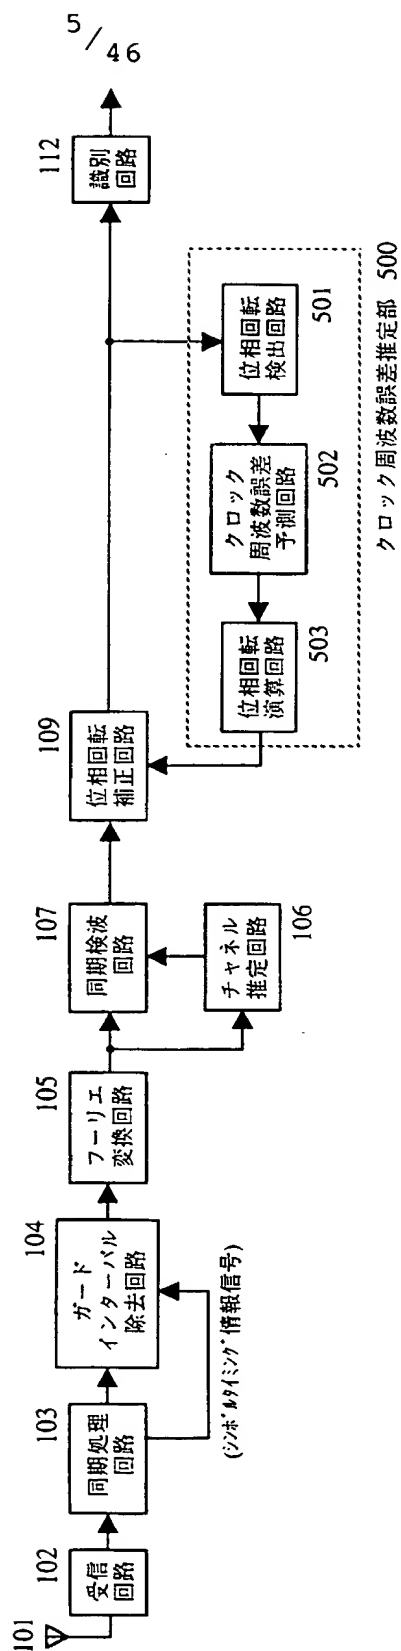 5/46
101
102
受信
回路
103
同期処理
回路
(シンボルタイミング情報信号)
104
ガード
インターバル
除去回路
105
フーリエ
変換回路
106
チャネル
推定回路
107
同期検波
回路
109
位相回転
補正回路
503
位相回転
演算回路
502
クロック
周波数誤差
予測回路
501
位相回転
検出回路
クロック周波数誤差推定部 500
112
識別
回路